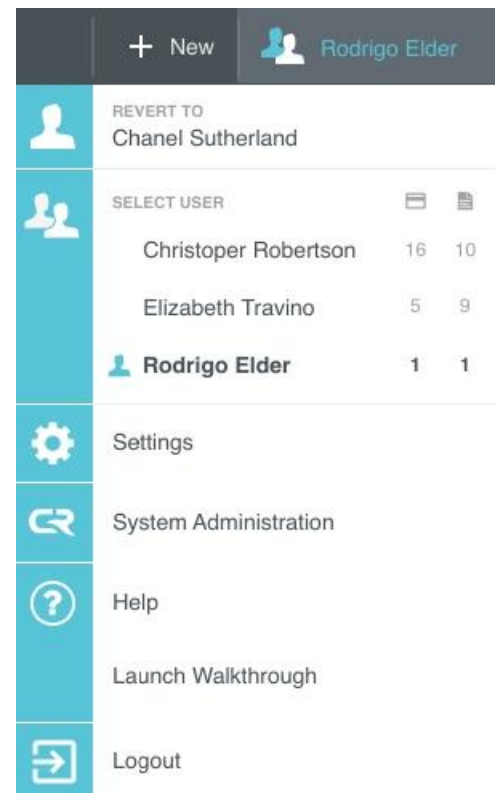 + New Rodrigo Elder
REVERT TO
Chanel Sutherland
SELECT USER
Christoper Robertson 16 10
Elizabeth Travino 5 9
Rodrigo Elder 1 1
Settings
CR System Administration
? Help
Launch Walkthrough
Logout